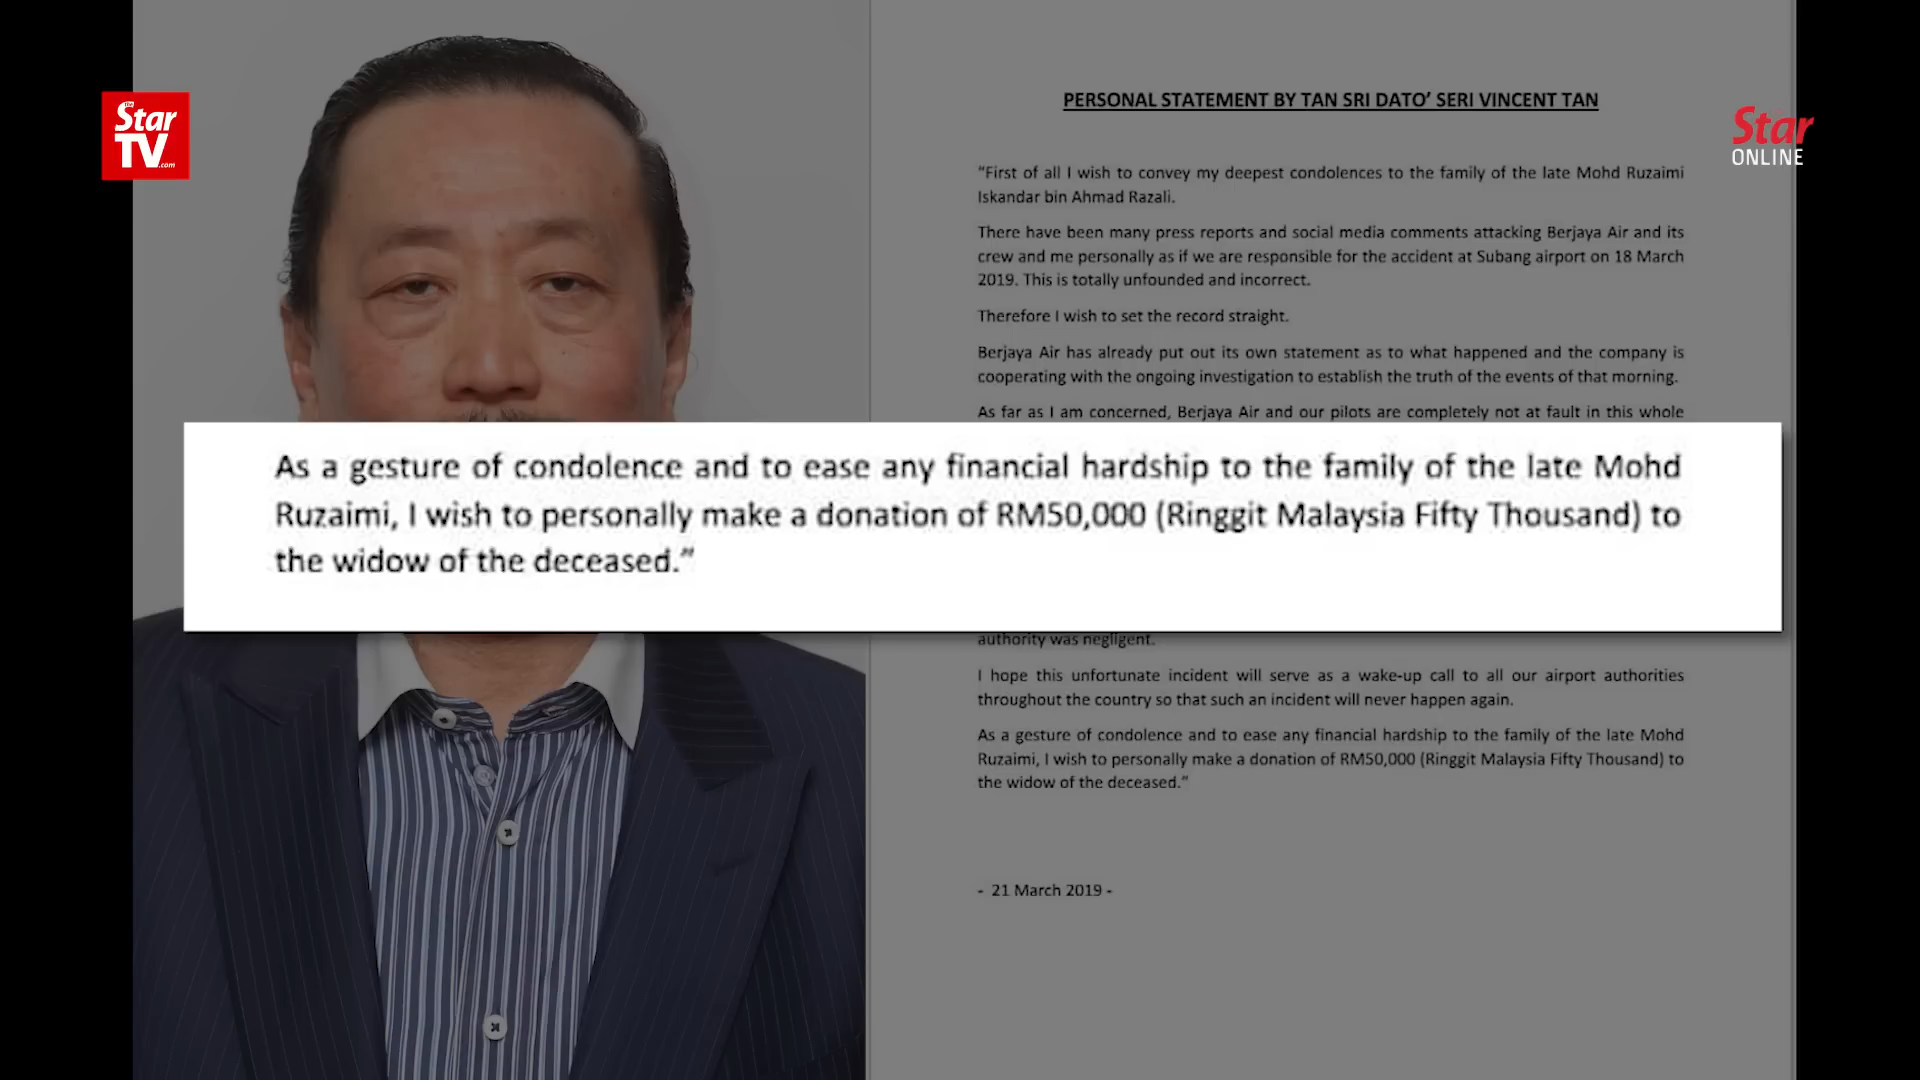 The
Star
TV.com
Star
ONLINE
PERSONAL STATEMENT BY TAN SRI DATO’ SERI VINCENT TAN
“First of all I wish to convey my deepest condolences to the family of the late Mohd Ruzaimi
Iskandar bin Ahmad Razali.
There have been many press reports and social media comments attacking Berjaya Air and its
crew and me personally as if we are responsible for the accident at Subang airport on 18 March
2019. This is totally unfounded and incorrect.
Therefore I wish to set the record straight.
Berjaya Air has already put out its own statement as to what happened and the company is
cooperating with the ongoing investigation to establish the truth of the events of that morning.
As far as I am concerned, Berjaya Air and our pilots are completely not at fault in this whole
As a gesture of condolence and to ease any financial hardship to the family of the late Mohd
Ruzaimi, I wish to personally make a donation of RM50,000 (Ringgit Malaysia Fifty Thousand) to
the widow of the deceased.”
authority was negligent.
I hope this unfortunate incident will serve as a wake-up call to all our airport authorities
throughout the country so that such an incident will never happen again.
As a gesture of condolence and to ease any financial hardship to the family of the late Mohd
Ruzaimi, I wish to personally make a donation of RM50,000 (Ringgit Malaysia Fifty Thousand) to
the widow of the deceased.”
- 21 March 2019 -